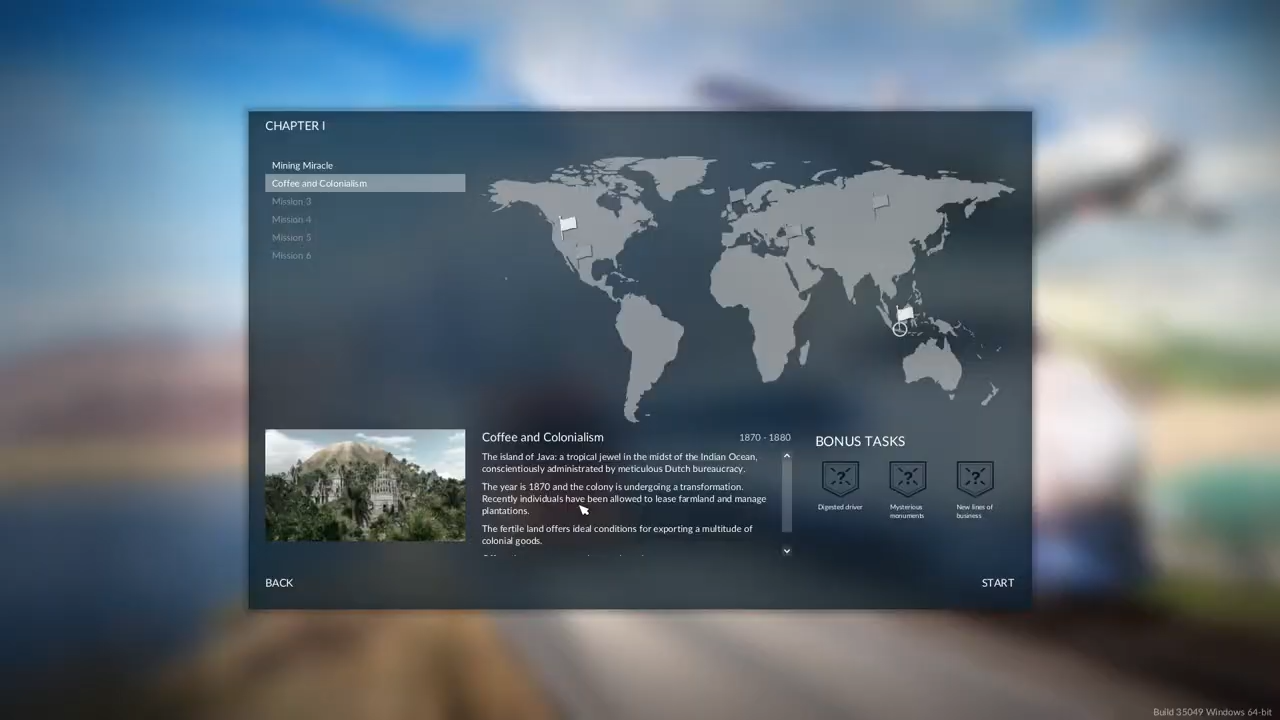 CHAPTER I
Mining Miracle
Coffee and Colonialism
Mission 3
Mission 4
Mission 5
Mission 6
Coffee and Colonialism
1870 - 1880
The island of Java: a tropical jewel in the midst of the Indian Ocean,
conscientiously administrated by meticulous Dutch bureaucracy.
The year is 1870 and the colony is undergoing a transformation.
Recently individuals have been allowed to lease farmland and manage
plantations.
The fertile land offers ideal conditions for exporting a multitude of
colonial goods.
BONUS TASKS
?
?
?
Digested driver
Mysterious
monuments
New lines of
business
BACK
START
Build 35049 Windows 64-bit